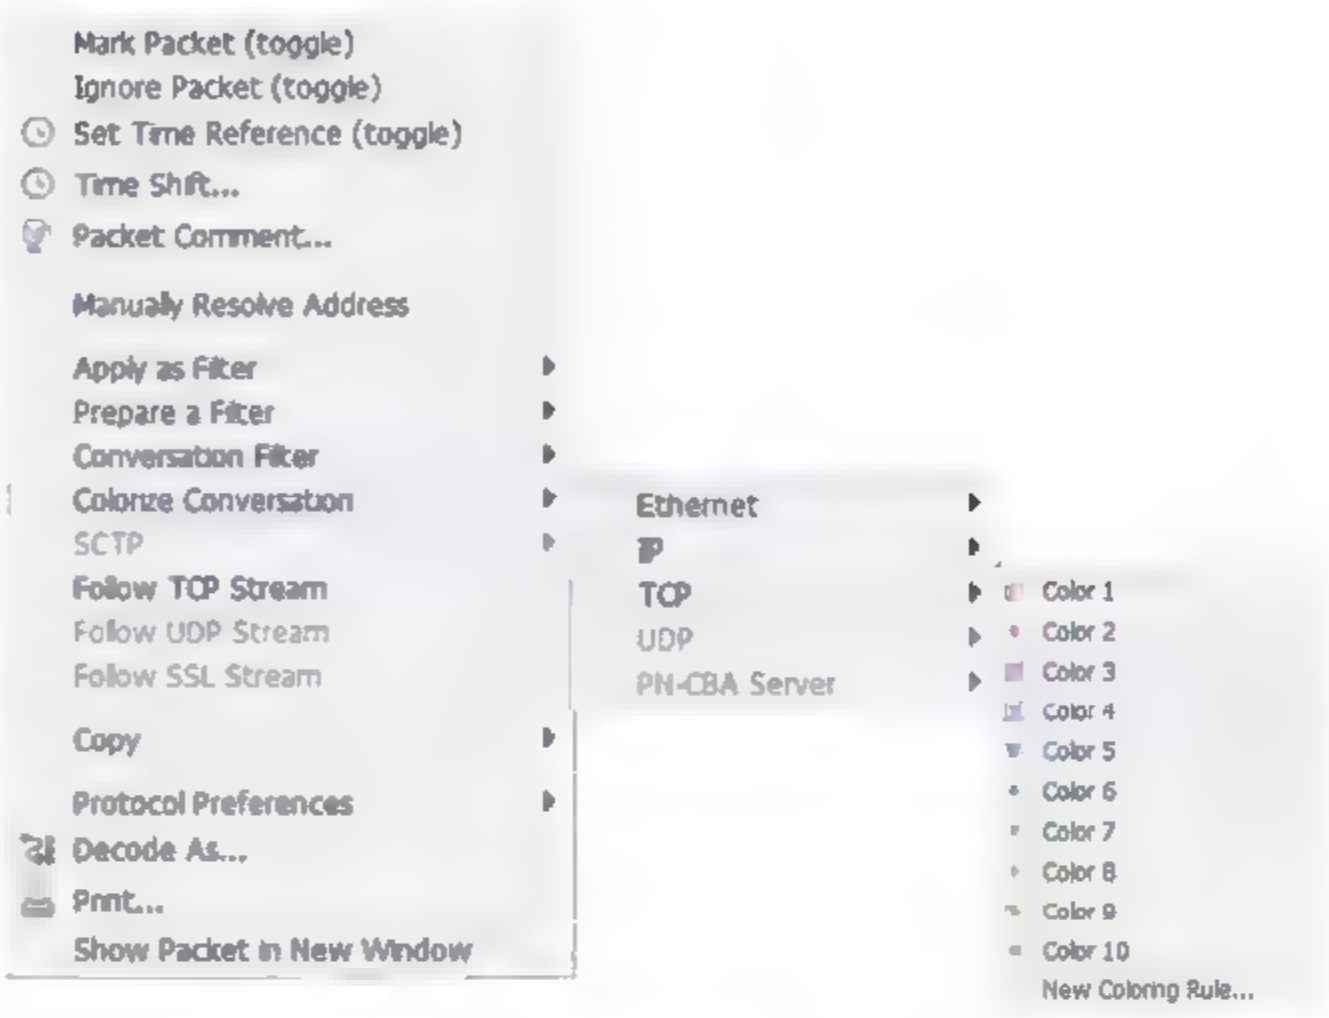 Mark Packet (toggle)
Ignore Packet (toggle)
Set Time Reference (toggle)
Time Shift...
Packet Comment...
Manually Resolve Address
Apply as Filter
Prepare a Filter
Conversation Filter
Colorize Conversation
SCTP
Follow TCP Stream
Follow UDP Stream
Follow SSL Stream
Copy
Protocol Preferences
Decode As...
Print...
Show Packet in New Window
Ethernet
IP
TCP
UDP
PN-CBA Server
Color 1
Color 2
Color 3
Color 4
Color 5
Color 6
Color 7
Color 8
Color 9
Color 10
New Coloring Rule...